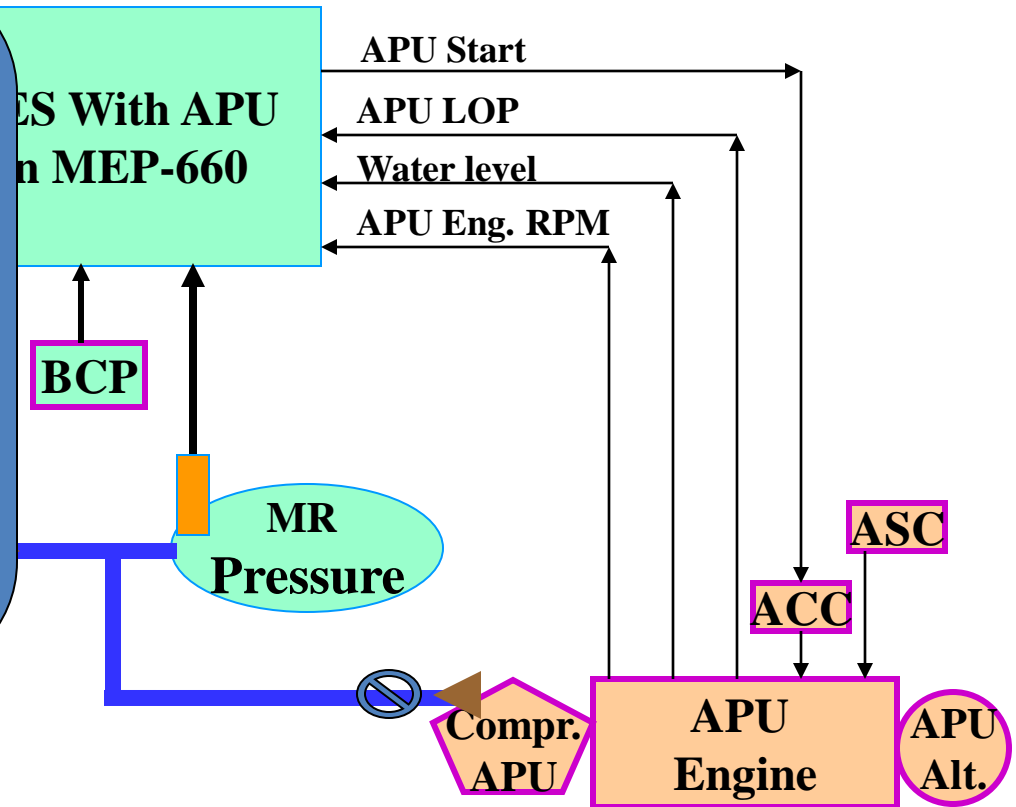 APU Start
ES With APU
APU LOP
n MEP-660
Water level
APU Eng. RPM
BCP
MR
Pressure
ASC
ACC
Compr.
APU
APU
Engine
APU
Alt.